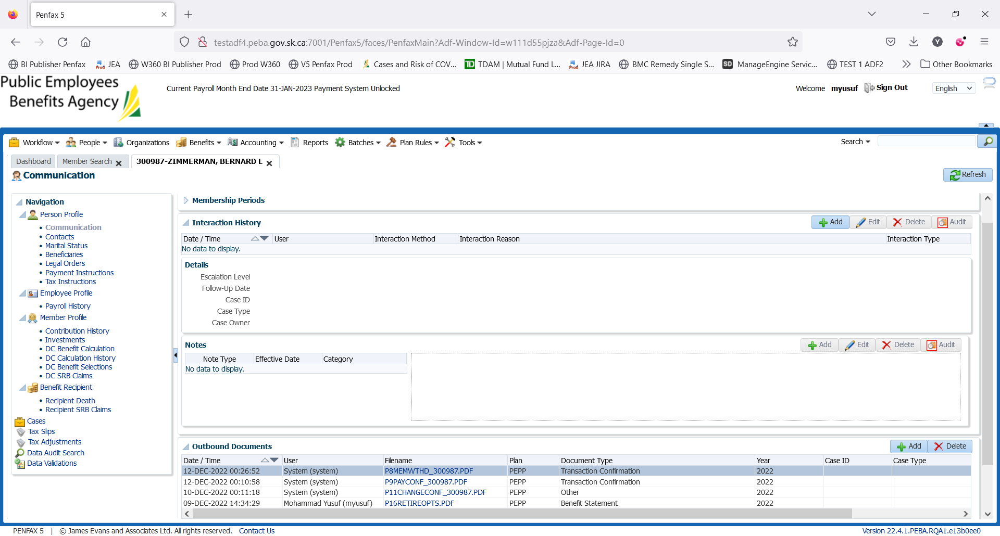 Penfax 5
testadf4.peba.gov.sk.ca:7001/Penfax5/faces/PenfaxMain?Adf-Window-Id=w111d55pjza&Adf-Page-Id=0
BI Publisher Penfax JEA W360 BI Publisher Prod Prod W360 V5 Penfax Prod Cases and Risk of COV... TDAM | Mutual Fund L... JEA JIRA BMC Remedy Single S... ManageEngine Servic... TEST 1 ADF2 Other Bookmarks
Public Employees
Benefits Agency
Current Payroll Month End Date 31-JAN-2023 Payment System Unlocked
Welcome myusuf Sign Out English
Workflow People Organizations Benefits Accounting Reports Batches Plan Rules Tools Search
Dashboard Member Search 300987-ZIMMERMAN, BERNARD L
Communication Refresh
Navigation
Person Profile
Communication
Contacts
Marital Status
Beneficiaries
Legal Orders
Payment Instructions
Tax Instructions
Employee Profile
Payroll History
Member Profile
Contribution History
Investments
DC Benefit Calculation
DC Calculation History
DC Benefit Selections
DC SRB Claims
Benefit Recipient
Recipient Death
Recipient SRB Claims
Cases
Tax Slips
Tax Adjustments
Data Audit Search
Data Validations
Membership Periods
Interaction History Add Edit Delete Audit
Date / Time User Interaction Method Interaction Reason Interaction Type
No data to display.
Details
Escalation Level
Follow-Up Date
Case ID
Case Type
Case Owner
Notes Add Edit Delete Audit
Note Type Effective Date Category
No data to display.
Outbound Documents Add Delete
Date / Time User Filename Plan Document Type Year Case ID Case Type
12-DEC-2022 00:26:52 System (system) P8MEMWTHD_300987.PDF PEPP Transaction Confirmation 2022
12-DEC-2022 00:10:58 System (system) P9PAYCONF_300987.PDF PEPP Transaction Confirmation 2022
10-DEC-2022 00:11:18 System (system) P11CHANGECONF_300987.PDF PEPP Other 2022
09-DEC-2022 14:34:29 Mohammad Yusuf (myusuf) P16RETIREOPTS.PDF PEPP Benefit Statement 2022
PENFAX 5 | © James Evans and Associates Ltd. All rights reserved. Contact Us Version 22.4.1.PEBA.RQA1.e13b0ee0